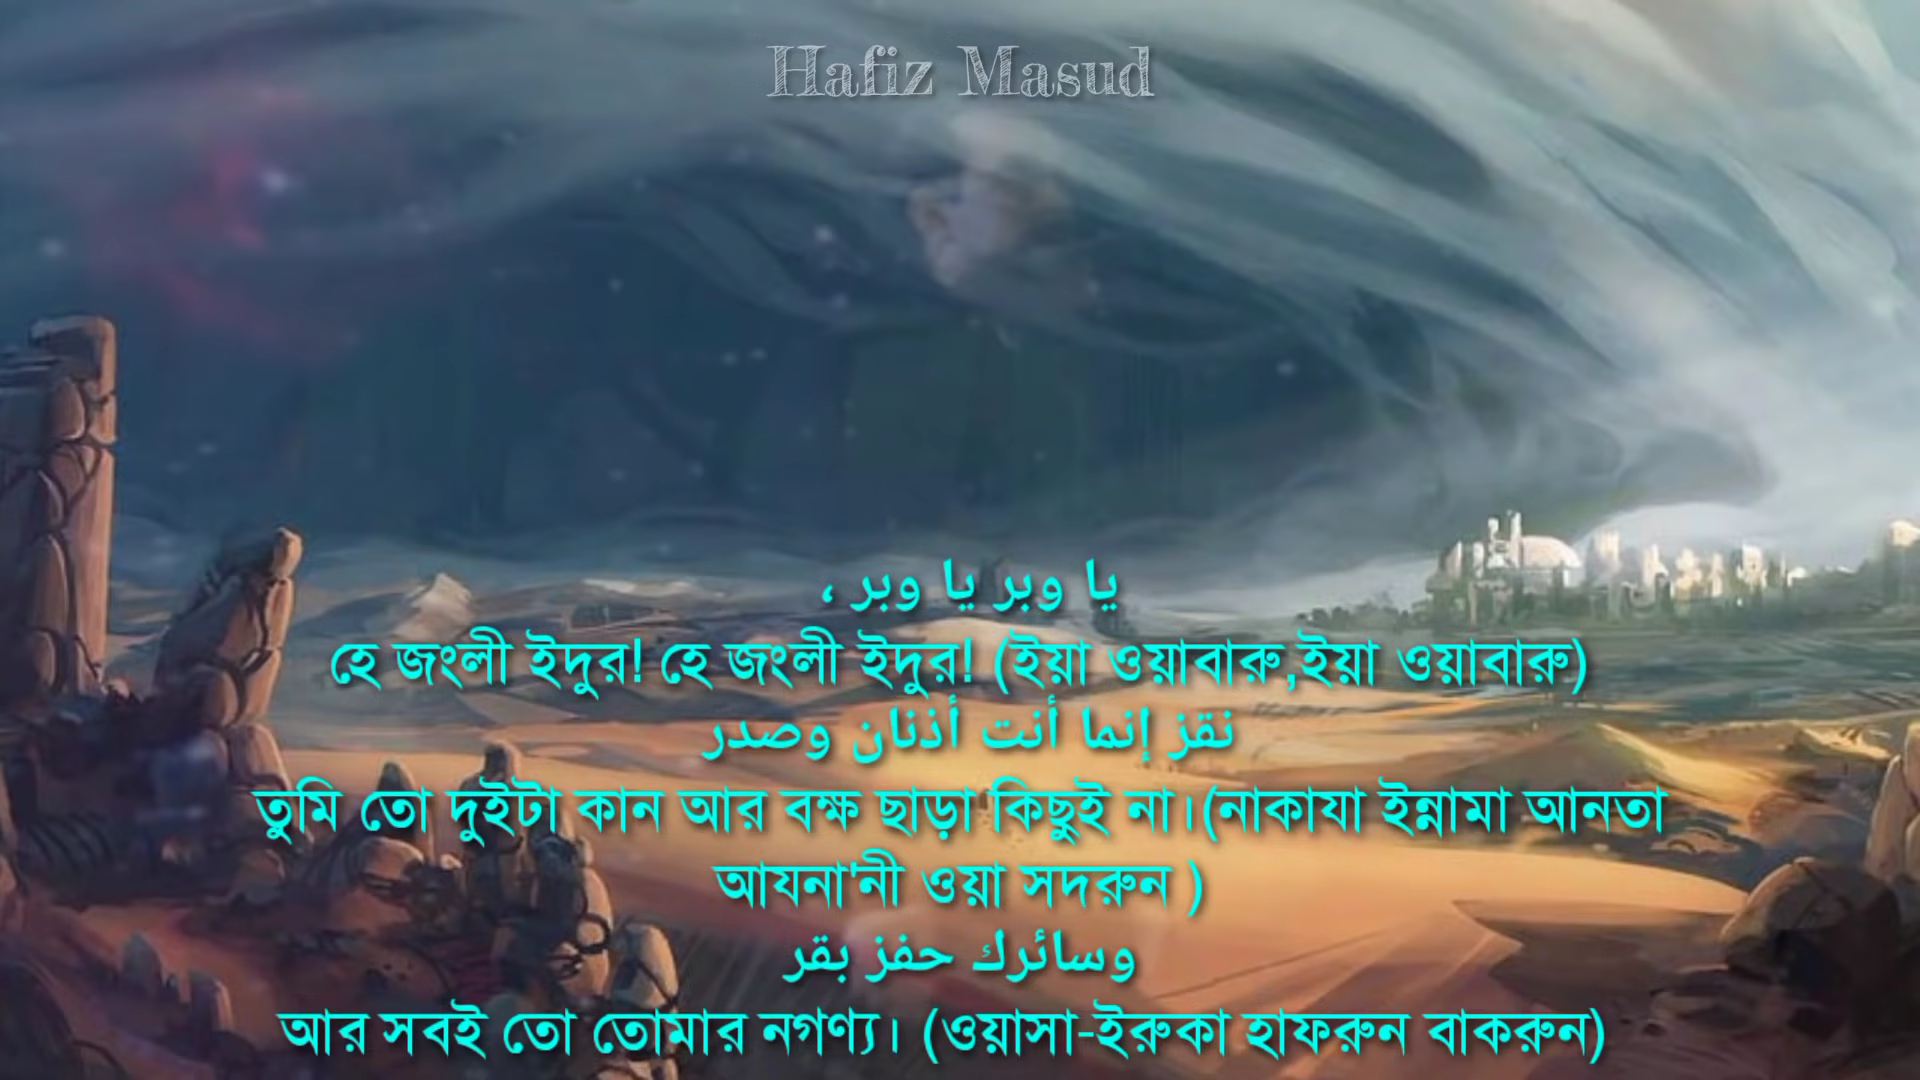 Hafiz Masud
يا وبر يا وبر ،
হে জংলী ইদুর! হে জংলী ইদুর! (ইয়া ওয়াবারু,ইয়া ওয়াবারু)
نقز إنما أنت أذنان وصدر
তুমি তো দুইটা কান আর বক্ষ ছাড়া কিছুই না।(নাকাযা ইন্নামা আনতা
আযনা'নী ওয়া সদরুন )
وسائرك حفز بقر
আর সবই তো তোমার নগণ্য। (ওয়াসা-ইরুকা হাফরুন বাকরুন)